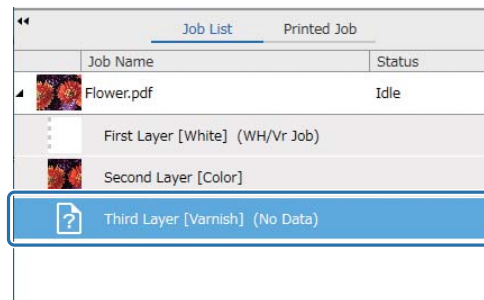 Job List Printed Job
Job Name Status
Flower.pdf Idle
First Layer [White] (WH/Vr Job)
Second Layer [Color]
Third Layer [Varnish] (No Data)